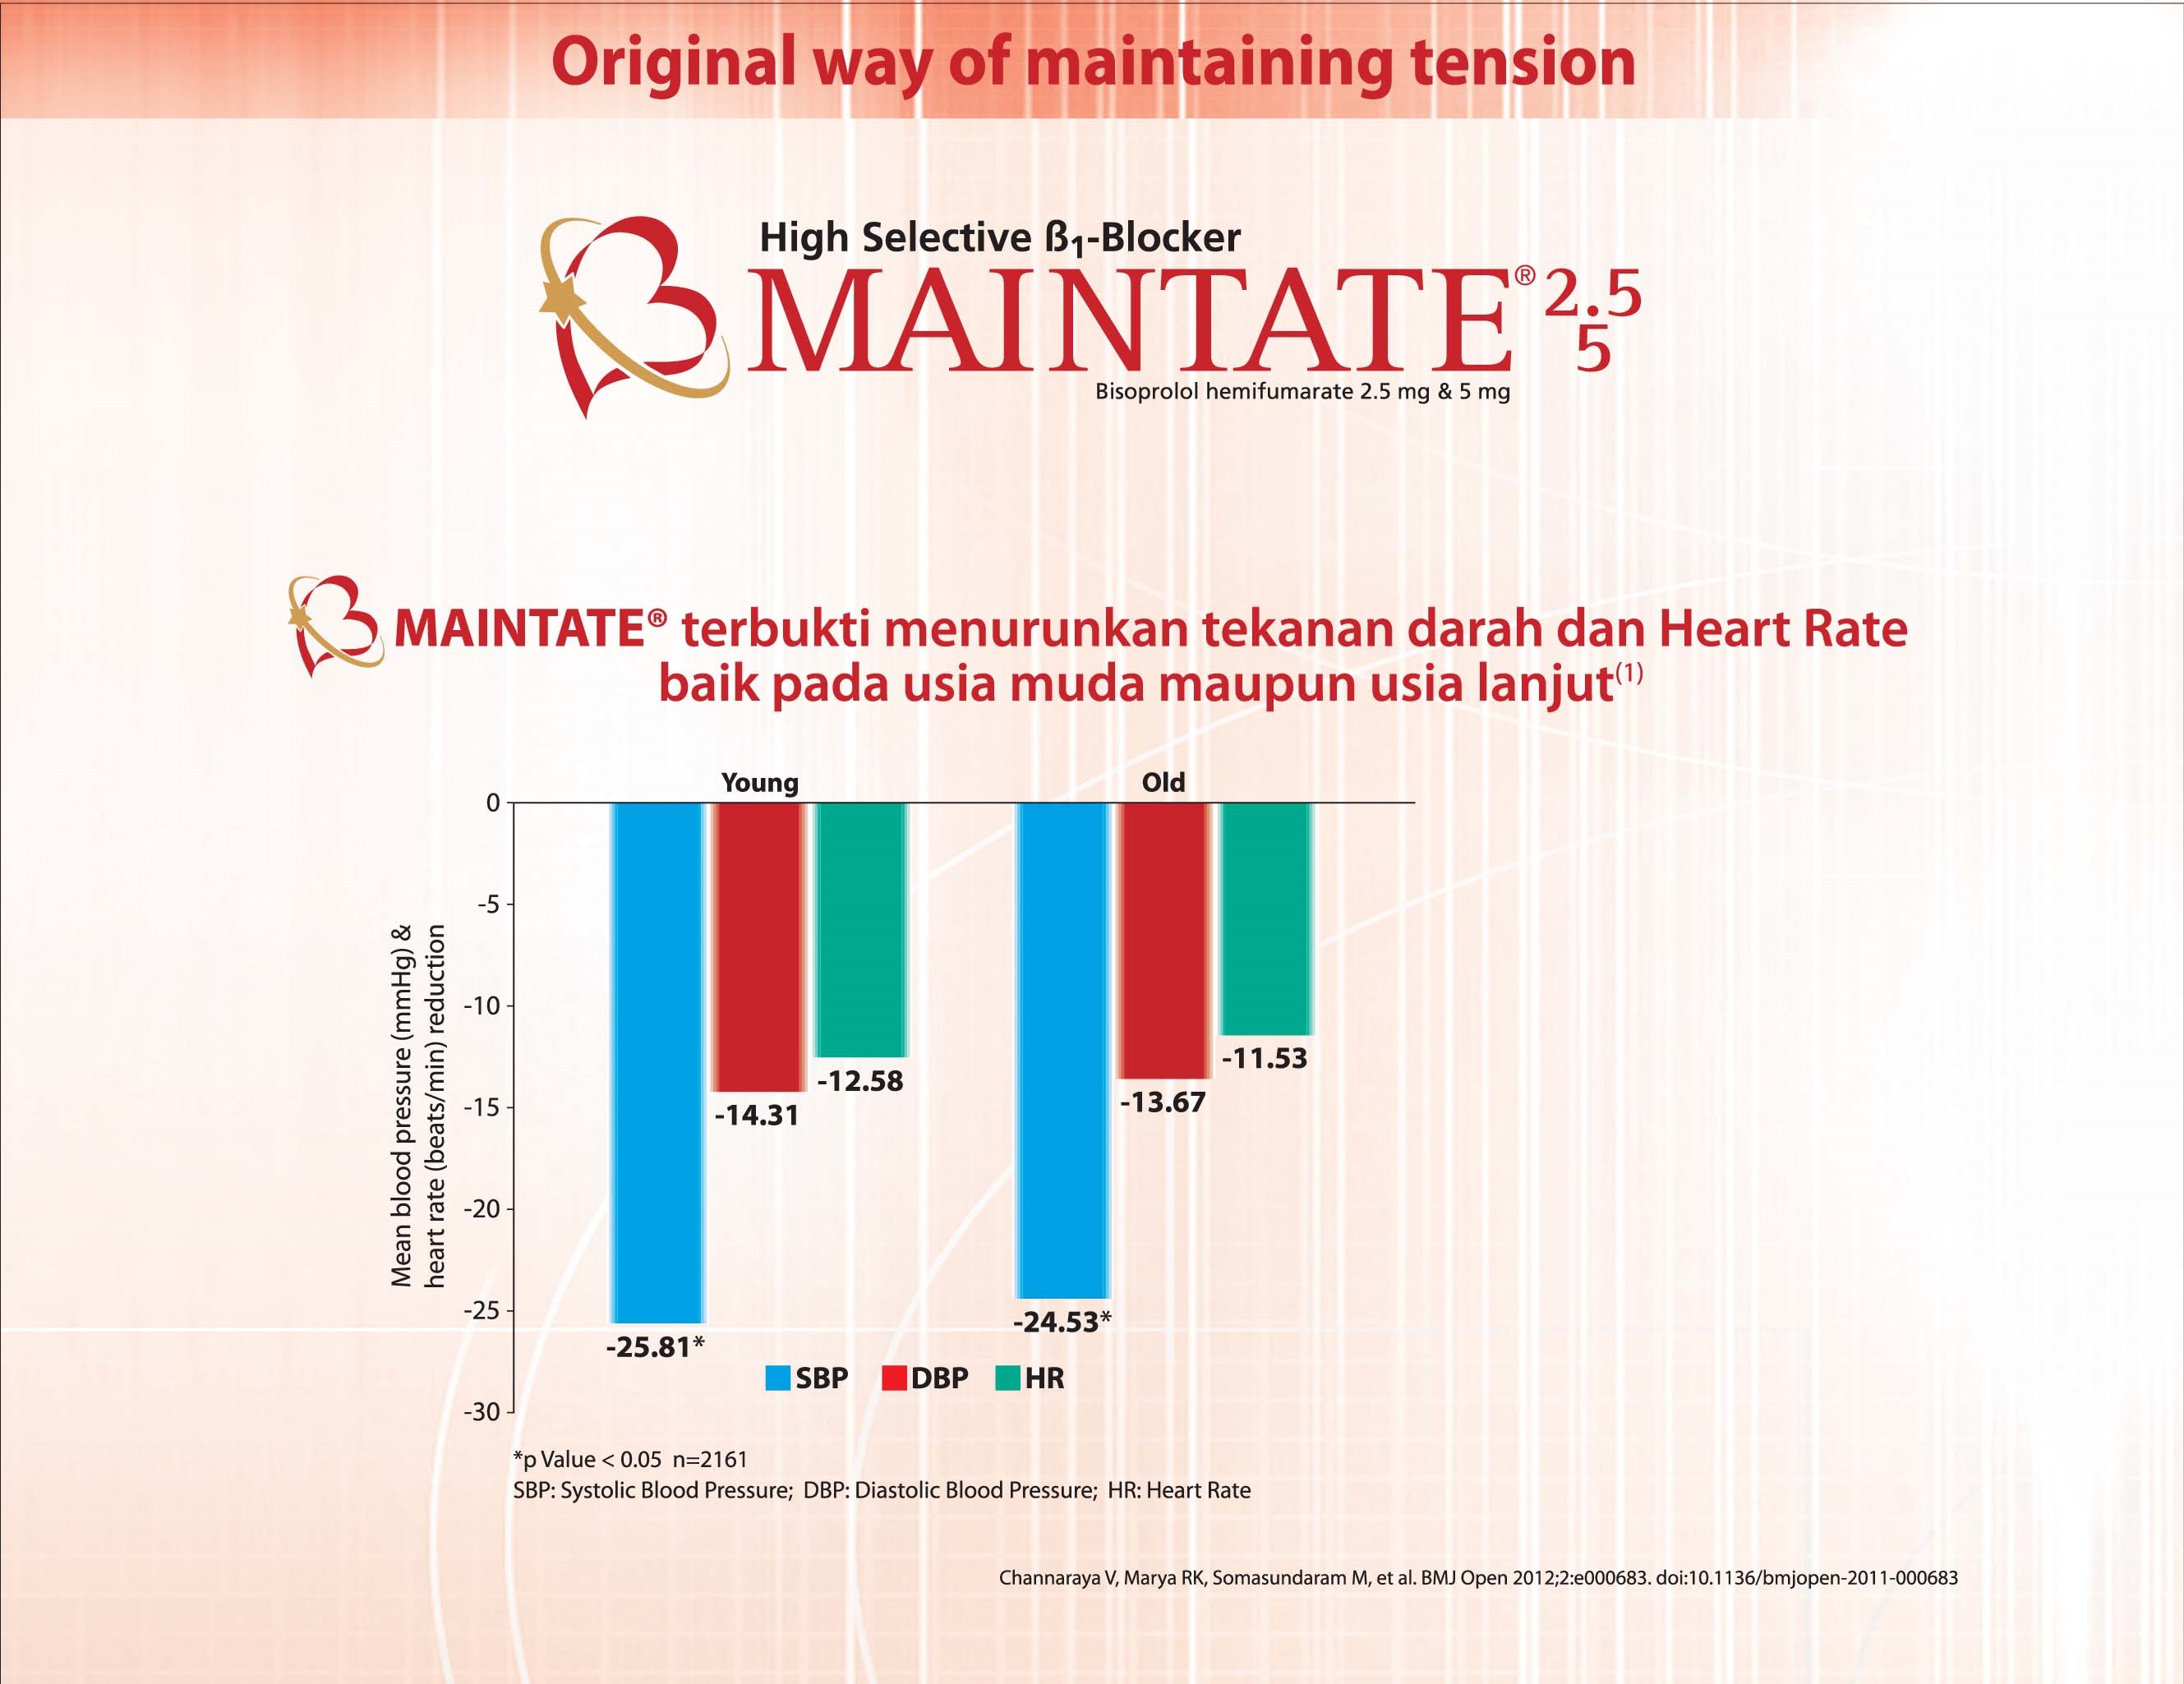 Original way of maintaining tension
High Selective ß1-Blocker
MAINTATE® 2.5
5
Bisoprolol hemifumarate 2.5 mg & 5 mg
MAINTATE® terbukti menurunkan tekanan darah dan Heart Rate
baik pada usia muda maupun usia lanjut(1)
Young
Old
Mean blood pressure (mmHg) &
heart rate (beats/min) reduction
0
-5
-10
-15
-20
-25
-30
-25.81*
-14.31
-12.58
-24.53*
-13.67
-11.53
SBP DBP HR
*p Value < 0.05 n=2161
SBP: Systolic Blood Pressure; DBP: Diastolic Blood Pressure; HR: Heart Rate
Channaraya V, Marya RK, Somasundaram M, et al. BMJ Open 2012;2:e000683. doi:10.1136/bmjopen-2011-000683